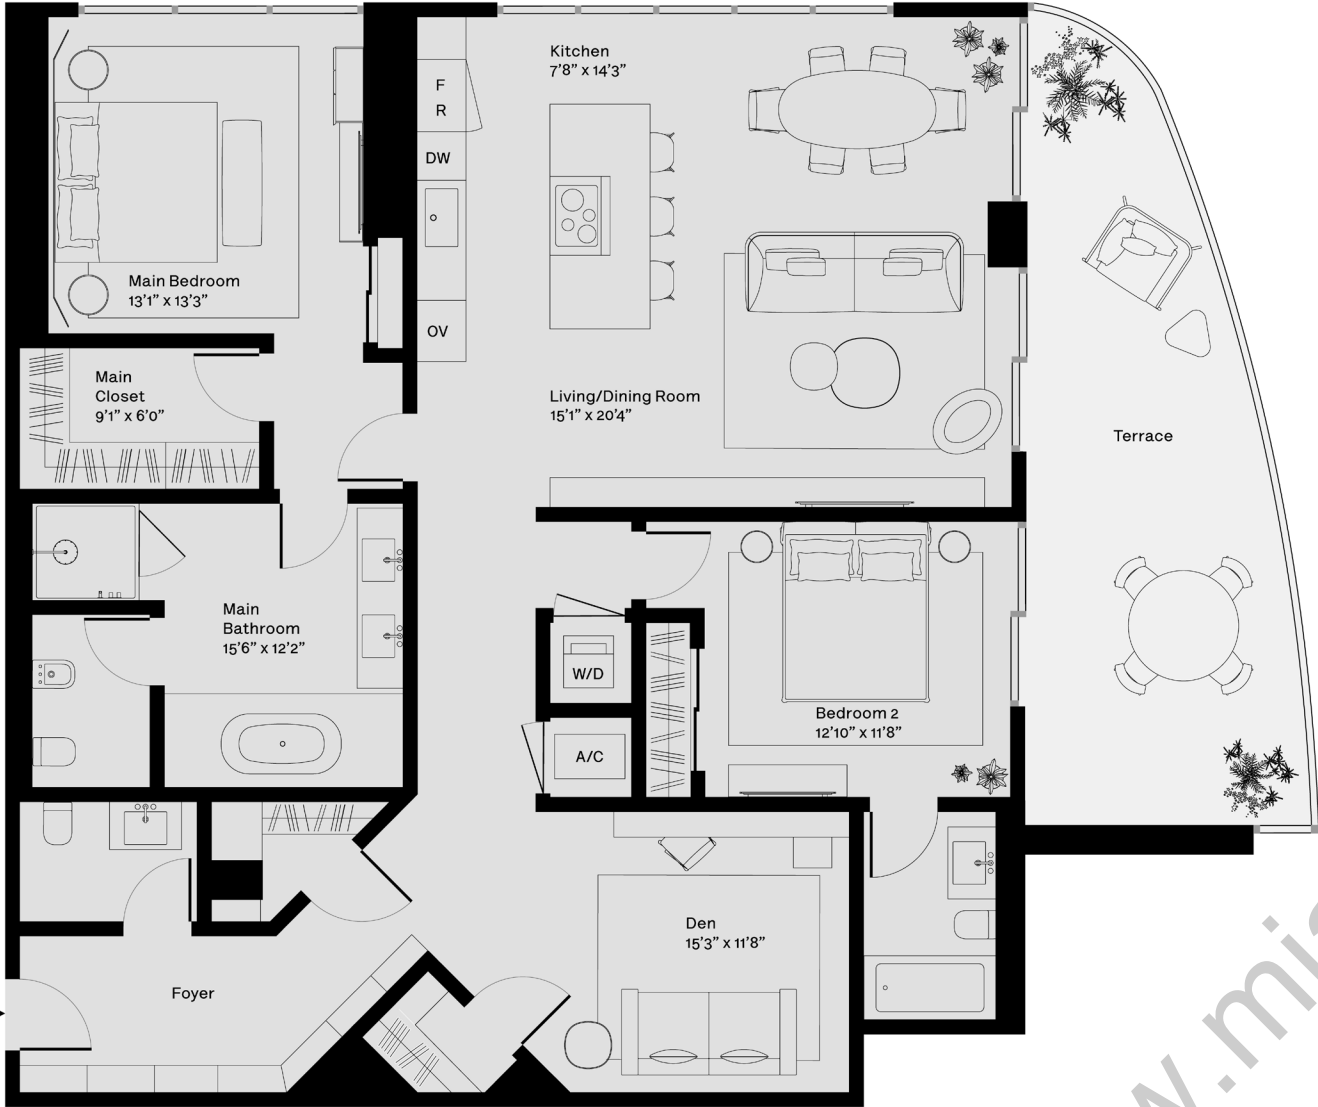 Kitchen
7'8" x 14'3"
F
R
DW
OV
Main Bedroom
13'1" x 13'3"
Main
Closet
9'1" x 6'0"
Living/Dining Room
15'1" x 20'4"
Terrace
Main
Bathroom
15'6" x 12'2"
W/D
A/C
Bedroom 2
12'10" x 11'8"
Den
15'3" x 11'8"
Foyer
w.mi